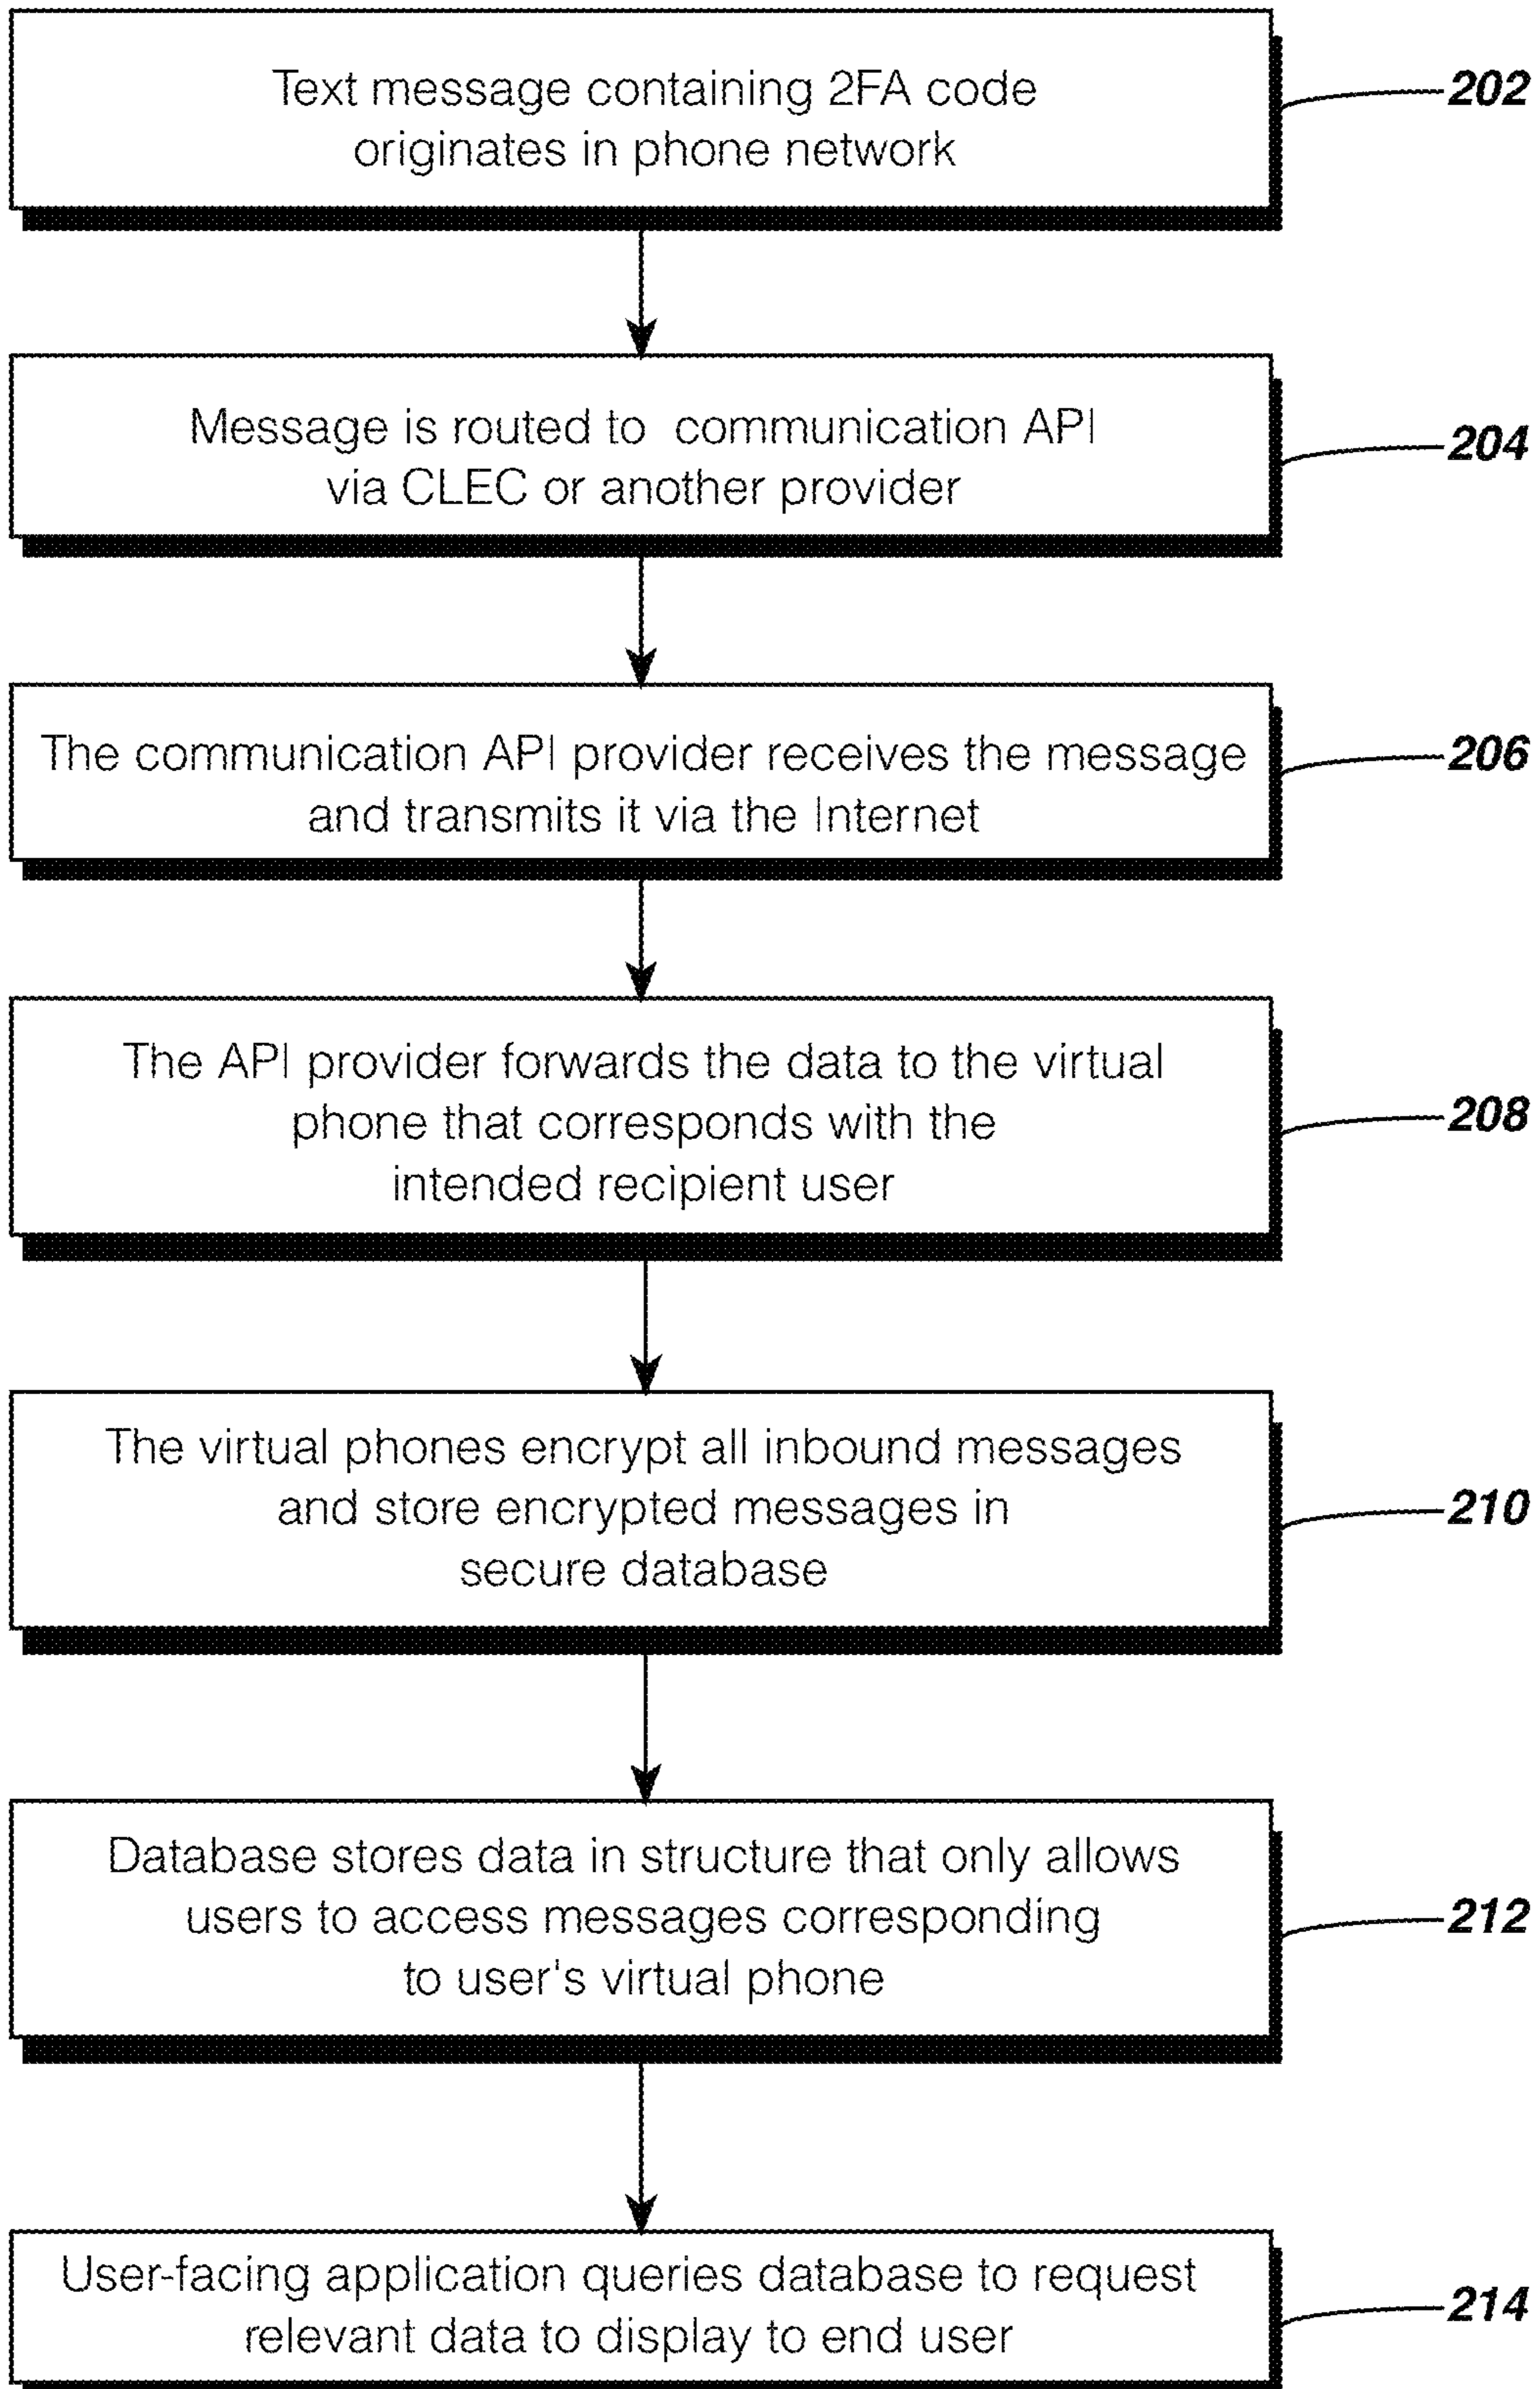 Text message containing 2FA code
originates in phone network
202
Message is routed to communication API
via CLEC or another provider
204
The communication API provider receives the message
and transmits it via the Internet
206
The API provider forwards the data to the virtual
phone that corresponds with the
intended recipient user
208
The virtual phones encrypt all inbound messages
and store encrypted messages in
secure database
210
Database stores data in structure that only allows
users to access messages corresponding
to user's virtual phone
212
User-facing application queries database to request
relevant data to display to end user
214